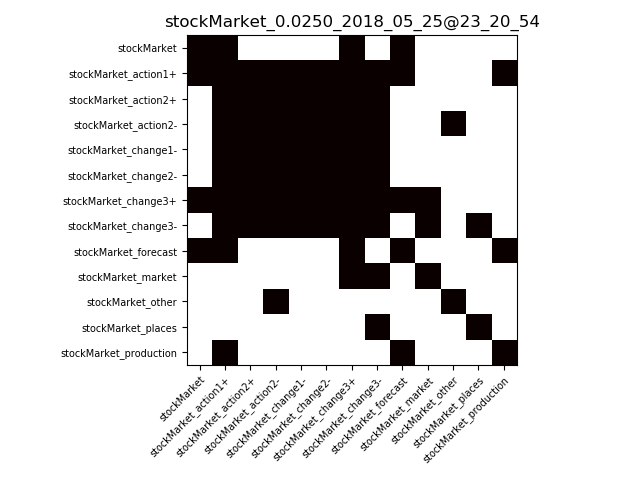 stockMarket_0.0250_2018_05_25@23_20_54
stockMarket
stockMarket_action1+
stockMarket_action2+
stockMarket_action2-
stockMarket_change1-
stockMarket_change2-
stockMarket_change3+
stockMarket_change3-
stockMarket_forecast
stockMarket_market
stockMarket_other
stockMarket_places
stockMarket_production
stockMarket
stockMarket_action1+
stockMarket_action2+
stockMarket_action2-
stockMarket_change1-
stockMarket_change2-
stockMarket_change3+
stockMarket_change3-
stockMarket_forecast
stockMarket_market
stockMarket_other
stockMarket_places
stockMarket_production